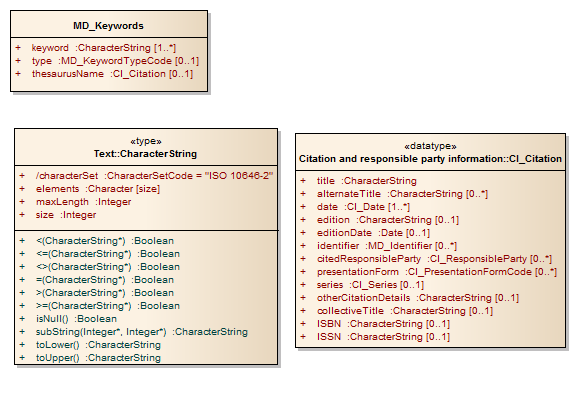 MD_Keywords
+ keyword :CharacterString [1..*]
+ type :MD_KeywordTypeCode [0..1]
+ thesaurusName :CI_Citation [0..1]
«type»
Text::CharacterString
+ /characterSet :CharacterSetCode = "ISO 10646-2"
+ elements :Character [size]
+ maxLength :Integer
+ size :Integer
+ <(CharacterString*) :Boolean
+ <=(CharacterString*) :Boolean
+ <>(CharacterString*) :Boolean
+ =(CharacterString*) :Boolean
+ >(CharacterString*) :Boolean
+ >=(CharacterString*) :Boolean
+ isNull() :Boolean
+ subString(Integer*, Integer*) :CharacterString
+ toLower() :CharacterString
+ toUpper() :CharacterString
«datatype»
Citation and responsible party information::CI_Citation
+ title :CharacterString
+ alternateTitle :CharacterString [0..*]
+ date :CI_Date [1..*]
+ edition :CharacterString [0..1]
+ editionDate :Date [0..1]
+ identifier :MD_Identifier [0..*]
+ citedResponsibleParty :CI_ResponsibleParty [0..*]
+ presentationForm :CI_PresentationFormCode [0..*]
+ series :CI_Series [0..1]
+ otherCitationDetails :CharacterString [0..1]
+ collectiveTitle :CharacterString [0..1]
+ ISBN :CharacterString [0..1]
+ ISSN :CharacterString [0..1]